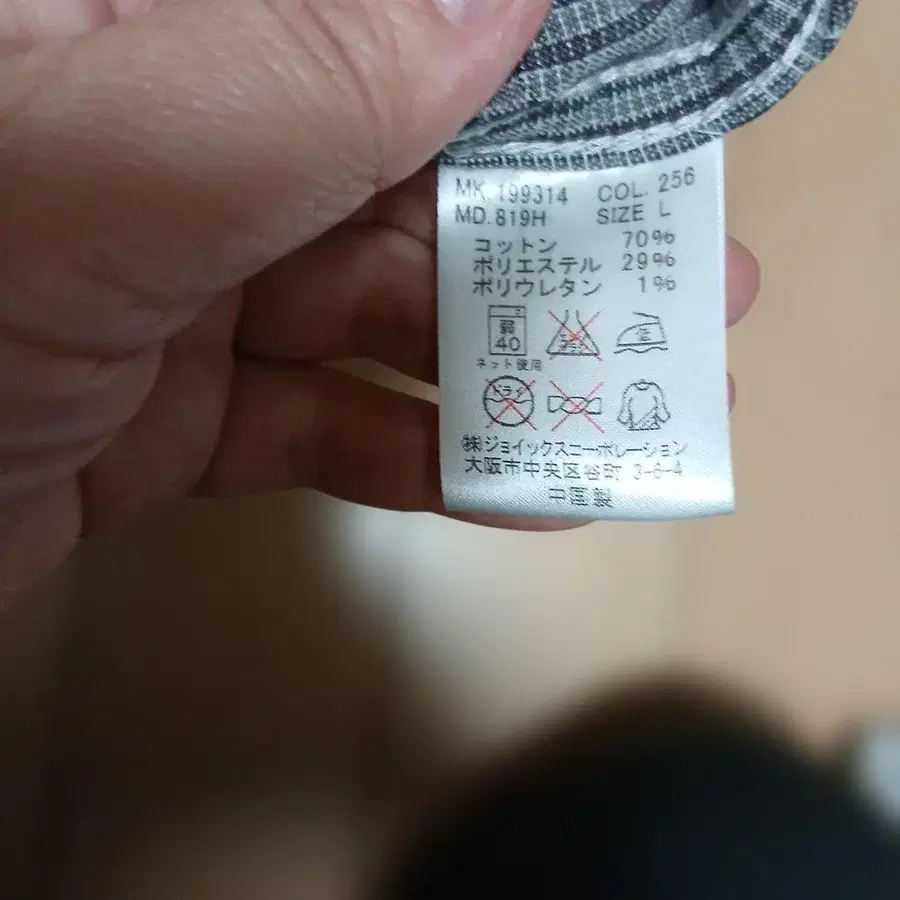 MK.199314 COL. 256
MD.819H SIZE L
コットン 70%
ポリエステル 29%
ポリウレタン 1%
弱 40 低
ネット使用
ドライ
㈱ジョイックスコーポレーション
大阪市中央区谷町 3-6-4
中国製